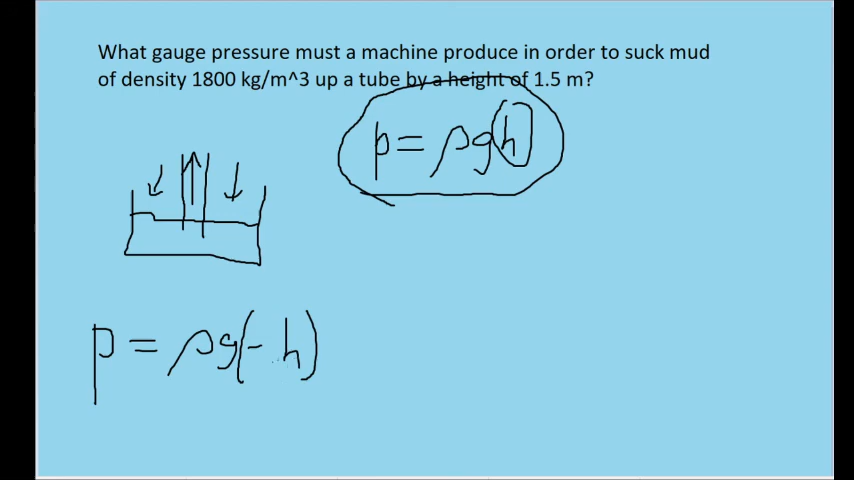 What gauge pressure must a machine produce in order to suck mud
of density 1800 kg/m^3 up a tube by a height of 1.5 m?
p = ρgh
p = ρg(-h)